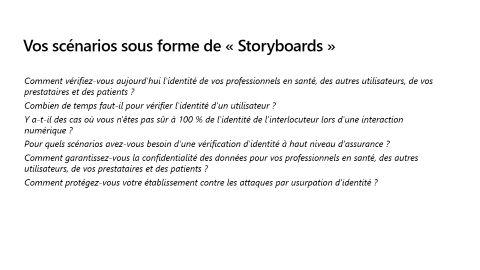 Vos scénarios sous forme de « Storyboards »
Comment vérifiez-vous aujourd'hui l'identité de vos professionnels en santé, des autres utilisateurs, de vos
prestataires et des patients ?
Combien de temps faut-il pour vérifier l'identité d'un utilisateur ?
Y a-t-il des cas où vous n'êtes pas sûr à 100 % de l'identité de l'interlocuteur lors d'une interaction
numérique ?
Pour quels scénarios avez-vous besoin d'une vérification d'identité à haut niveau d'assurance ?
Comment garantissez-vous la confidentialité des données pour vos professionnels en santé, des autres
utilisateurs, de vos prestataires et des patients ?
Comment protégez-vous votre établissement contre les attaques par usurpation d'identité ?